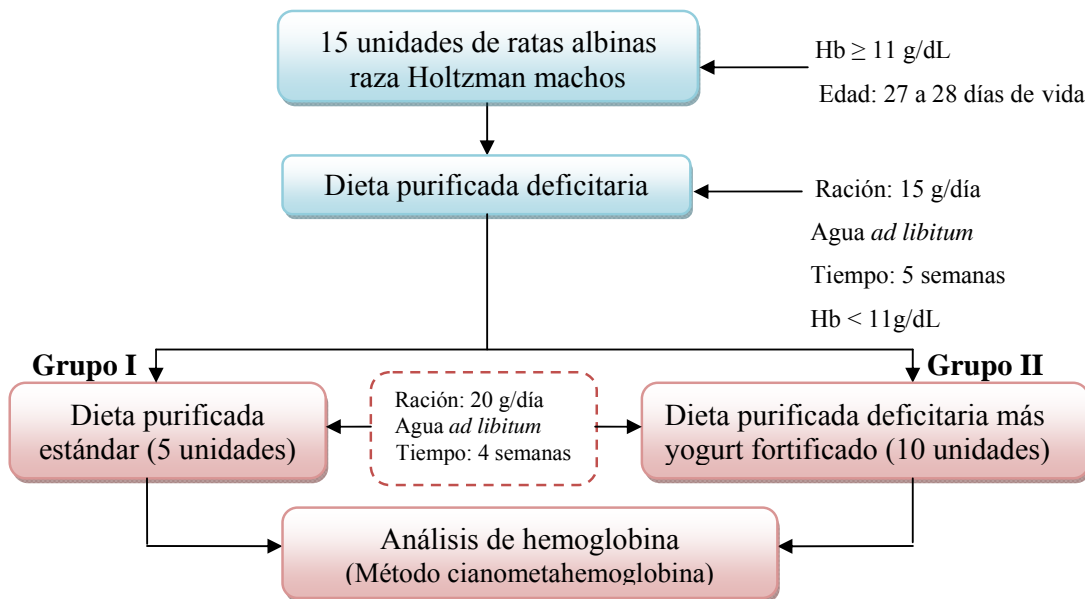 15 unidades de ratas albinas
raza Holtzman machos
Hb ≥ 11 g/dL
Edad: 27 a 28 días de vida
Dieta purificada deficitaria
Ración: 15 g/día
Agua ad libitum
Tiempo: 5 semanas
Hb < 11g/dL
Grupo I
Grupo II
Dieta purificada
estándar (5 unidades)
Ración: 20 g/día
Agua ad libitum
Tiempo: 4 semanas
Dieta purificada deficitaria más
yogurt fortificado (10 unidades)
Análisis de hemoglobina
(Método cianometahemoglobina)